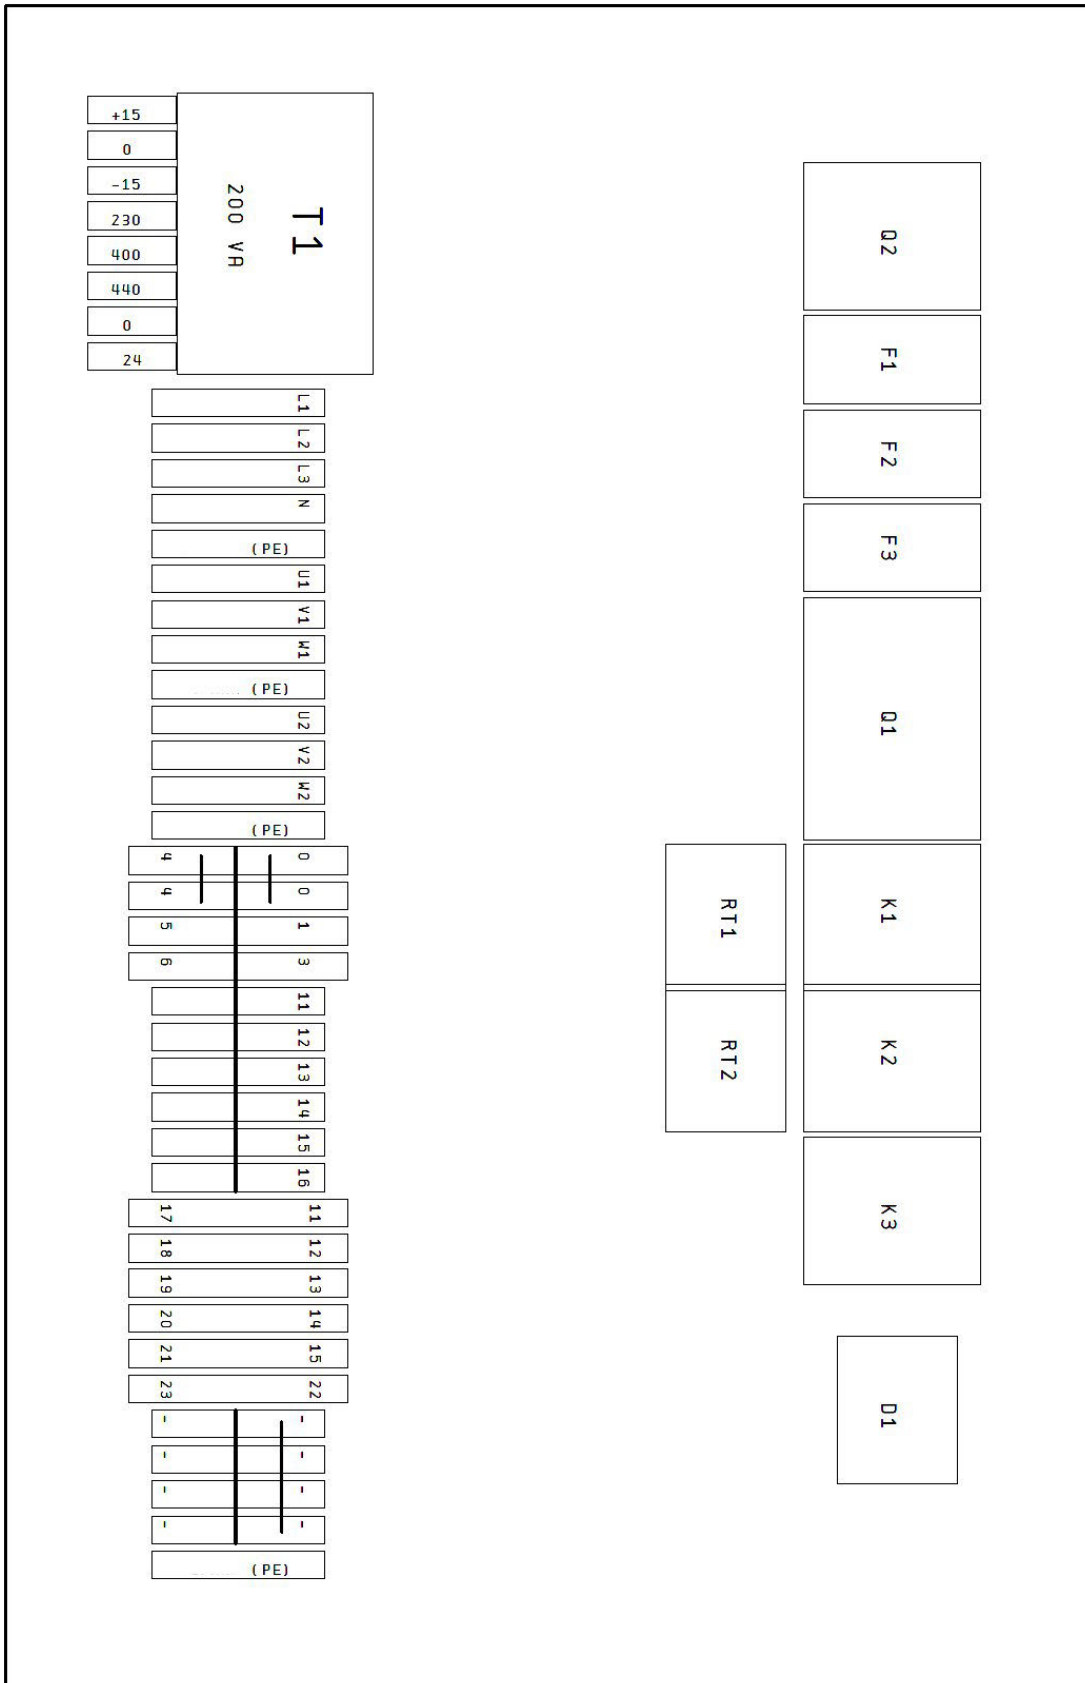 +15
0
-15
230
400
440
0
24
T1
200 VA
L1
L2
L3
N
(PE)
U1
V1
W1
(PE)
U2
V2
W2
(PE)
4 0
4 0
5 1
6 3
11
12
13
14
15
16
17 11
18 12
19 13
20 14
21 15
23 22
- -
- -
- -
- -
(PE)
Q2
F1
F2
F3
Q1
RT1 K1
RT2 K2
K3
D1